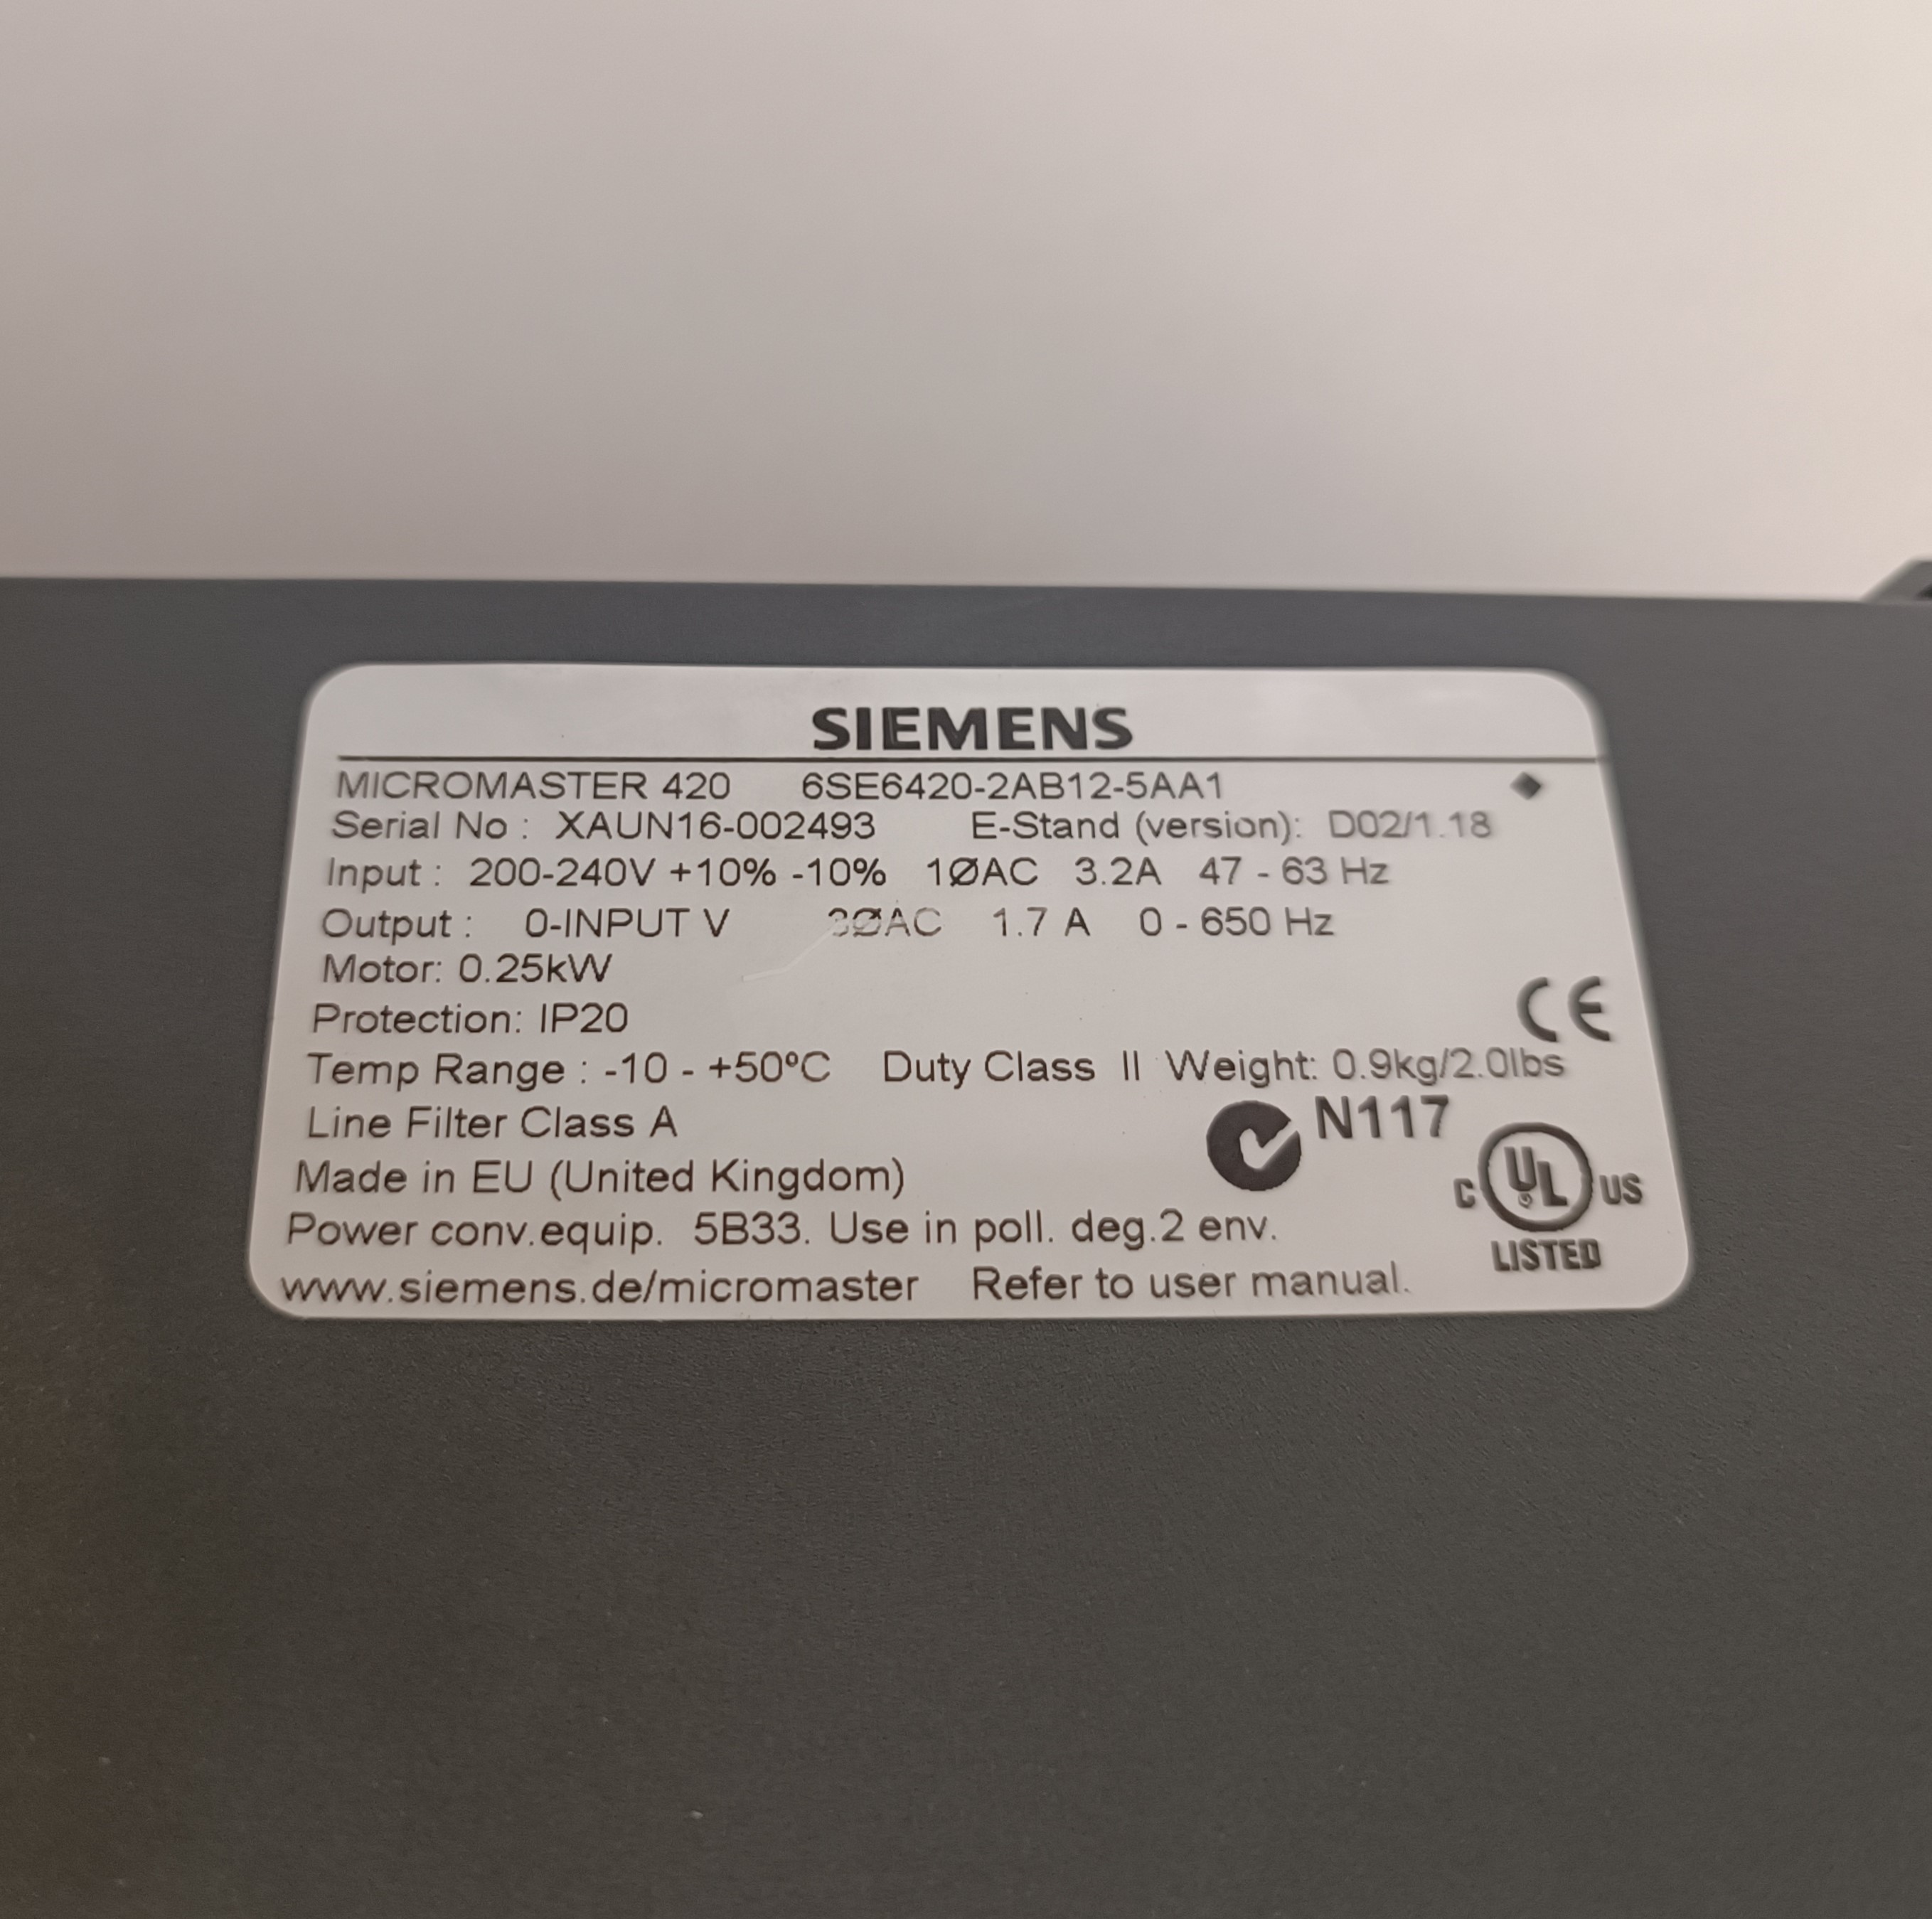 SIEMENS
MICROMASTER 420 6SE6420-2AB12-5AA1
Serial No : XAUN16-002493 E-Stand (version): D02/1.18
Input : 200-240V +10% -10% 1ØAC 3.2A 47 - 63 Hz
Output : 0-INPUT V 3ØAC 1.7 A 0 - 650 Hz
Motor: 0.25kW
Protection: IP20
CE
Temp Range : -10 - +50ºC Duty Class II Weight: 0.9kg/2.0lbs
Line Filter Class A
N117
Made in EU (United Kingdom)
C UL US
LISTED
Power conv.equip. 5B33. Use in poll. deg.2 env.
www.siemens.de/micromaster Refer to user manual.